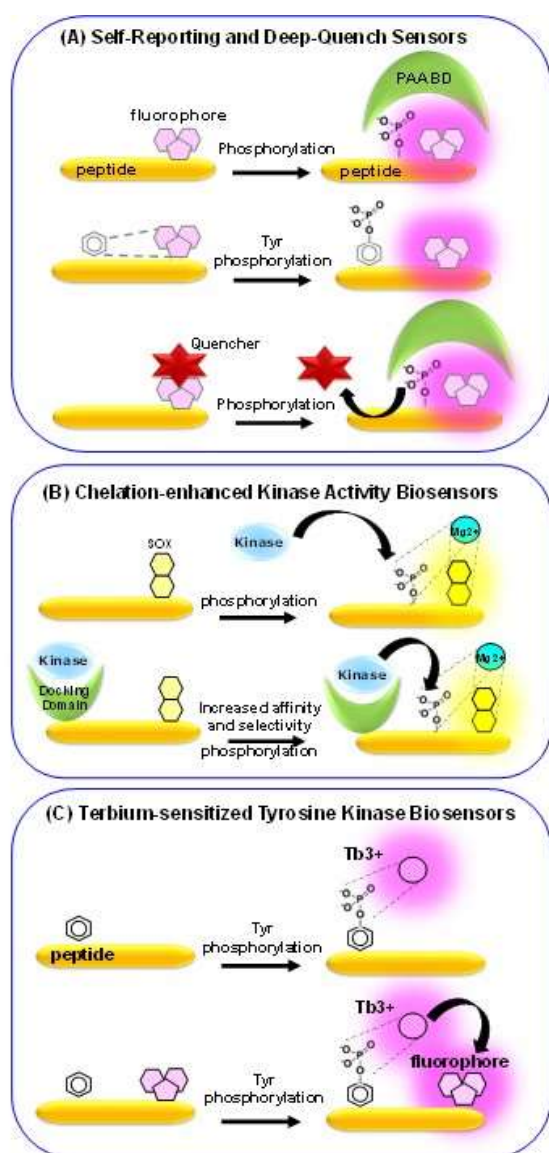 (A) Self-Reporting and Deep-Quench Sensors
PAABD
fluorophore
Phosphorylation
peptide
peptide
Tyr
phosphorylation
Quencher
Phosphorylation
(B) Chelation-enhanced Kinase Activity Biosensors
SOX
Kinase
Mg2+
phosphorylation
Kinase
Docking
Domain
Kinase
Mg2+
Increased affinity
and selectivity
phosphorylation
(C) Terbium-sensitized Tyrosine Kinase Biosensors
Tb3+
peptide
Tyr
phosphorylation
Tb3+
fluorophore
Tyr
phosphorylation